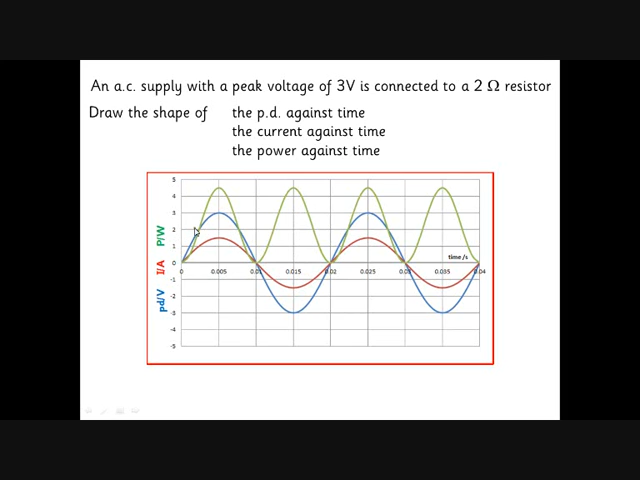 An a.c. supply with a peak voltage of 3V is connected to a 2 Ω resistor
Draw the shape of the p.d. against time
the current against time
the power against time
5
4
3
2
1
0
-1
-2
-3
-4
-5
pd/V I/A P/W
time /s
0 0.005 0.01 0.015 0.02 0.025 0.03 0.035 0.04